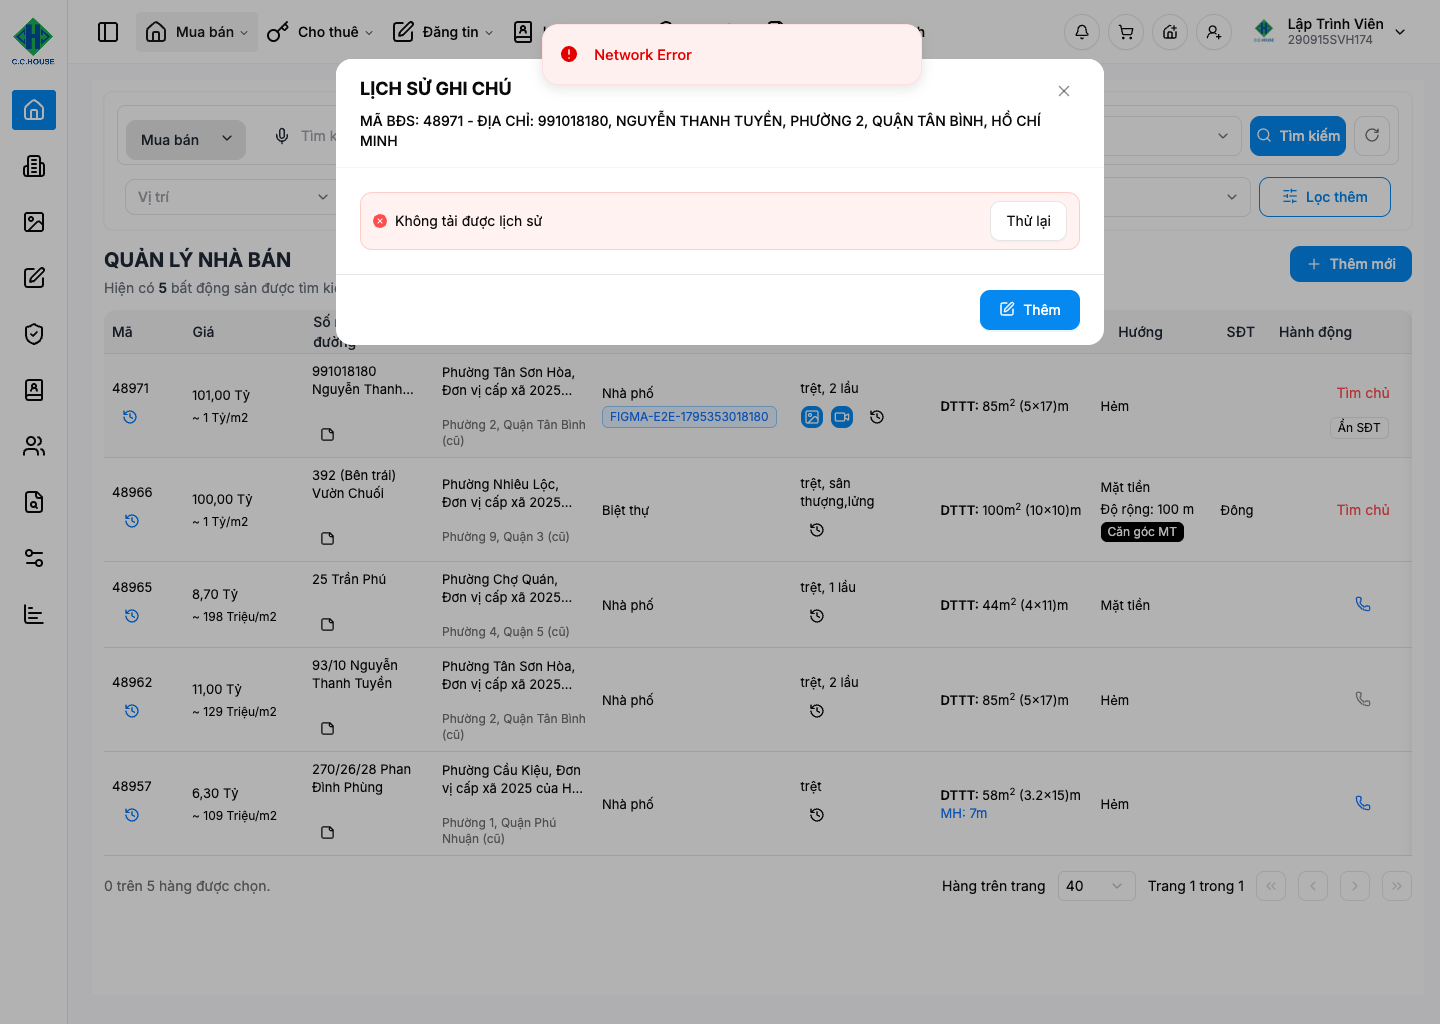 C.C.HOUSE
Mua bán
Cho thuê
Đăng tin
Lập Trình Viên
290915SVH174
Network Error
LỊCH SỬ GHI CHÚ
MÃ BĐS: 48971 - ĐỊA CHỈ: 991018180, NGUYỄN THANH TUYỀN, PHƯỜNG 2, QUẬN TÂN BÌNH, HỒ CHÍ
MINH
Mua bán
Tìm k
Tìm kiếm
Vị trí
Lọc thêm
Không tải được lịch sử
Thử lại
Thêm
QUẢN LÝ NHÀ BÁN
Hiện có 5 bất động sản được tìm
Thêm mới
Mã
Giá
Số
đường
Hướng
SĐT
Hành động
48971
101,00 Tỷ
~ 1 Tỷ/m2
991018180
Nguyễn Thanh...
Phường Tân Sơn Hòa,
Đơn vị cấp xã 2025...
Phường 2, Quận Tân Bình
(cũ)
Nhà phố
FIGMA-E2E-1795353018180
trệt, 2 lầu
DTTT: 85m2 (5x17)m
Hẻm
Tìm chủ
Ẩn SĐT
48966
100,00 Tỷ
~ 1 Tỷ/m2
392 (Bên trái)
Vườn Chuối
Phường Nhiêu Lộc,
Đơn vị cấp xã 2025...
Phường 9, Quận 3 (cũ)
Biệt thự
trệt, sân
thượng,lửng
DTTT: 100m2 (10x10)m
Mặt tiền
Độ rộng: 100 m
Căn góc MT
Đông
Tìm chủ
48965
8,70 Tỷ
~ 198 Triệu/m2
25 Trần Phú
Phường Chợ Quán,
Đơn vị cấp xã 2025...
Phường 4, Quận 5 (cũ)
Nhà phố
trệt, 1 lầu
DTTT: 44m2 (4x11)m
Mặt tiền
48962
11,00 Tỷ
~ 129 Triệu/m2
93/10 Nguyễn
Thanh Tuyền
Phường Tân Sơn Hòa,
Đơn vị cấp xã 2025...
Phường 2, Quận Tân Bình
(cũ)
Nhà phố
trệt, 2 lầu
DTTT: 85m2 (5x17)m
Hẻm
48957
6,30 Tỷ
~ 109 Triệu/m2
270/26/28 Phan
Đình Phùng
Phường Cầu Kiệu, Đơn
vị cấp xã 2025 của H...
Phường 1, Quận Phú
Nhuận (cũ)
Nhà phố
trệt
DTTT: 58m2 (3.2x15)m
MH: 7m
Hẻm
0 trên 5 hàng được chọn.
Hàng trên trang
40
Trang 1 trong 1